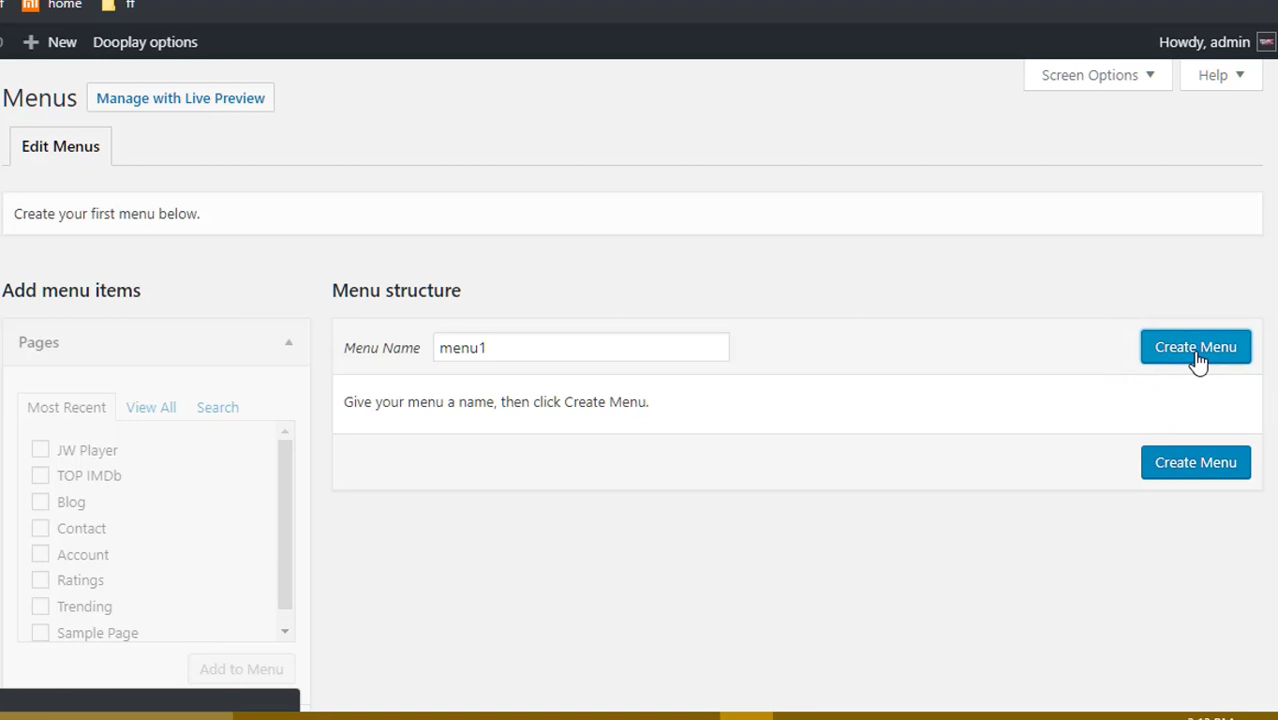 mi home ff
+ New Dooplay options Howdy, admin
Screen Options ▼ Help ▼
Menus Manage with Live Preview
Edit Menus
Create your first menu below.
Add menu items
Menu structure
Pages
Menu Name menu1 Create Menu
Most Recent View All Search
Give your menu a name, then click Create Menu.
JW Player
TOP IMDb
Create Menu
Blog
Contact
Account
Ratings
Trending
Sample Page
Add to Menu